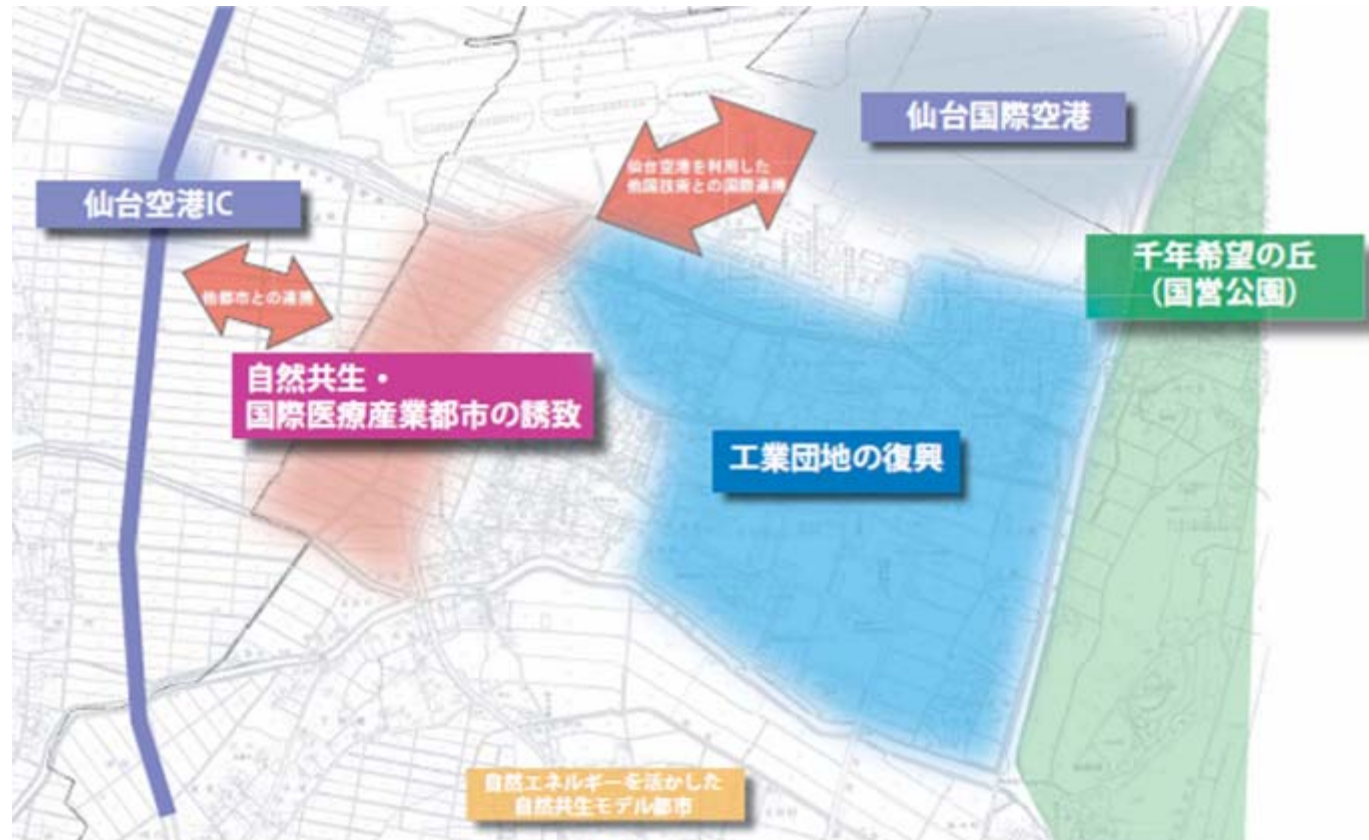 仙台国際空港
仙台空港を利用した
他国技術との国際連携
仙台空港IC
千年希望の丘
（国営公園）
他都市との連携
自然共生・
国際医療産業都市の誘致
工業団地の復興
自然エネルギーを活かした
自然共生モデル都市